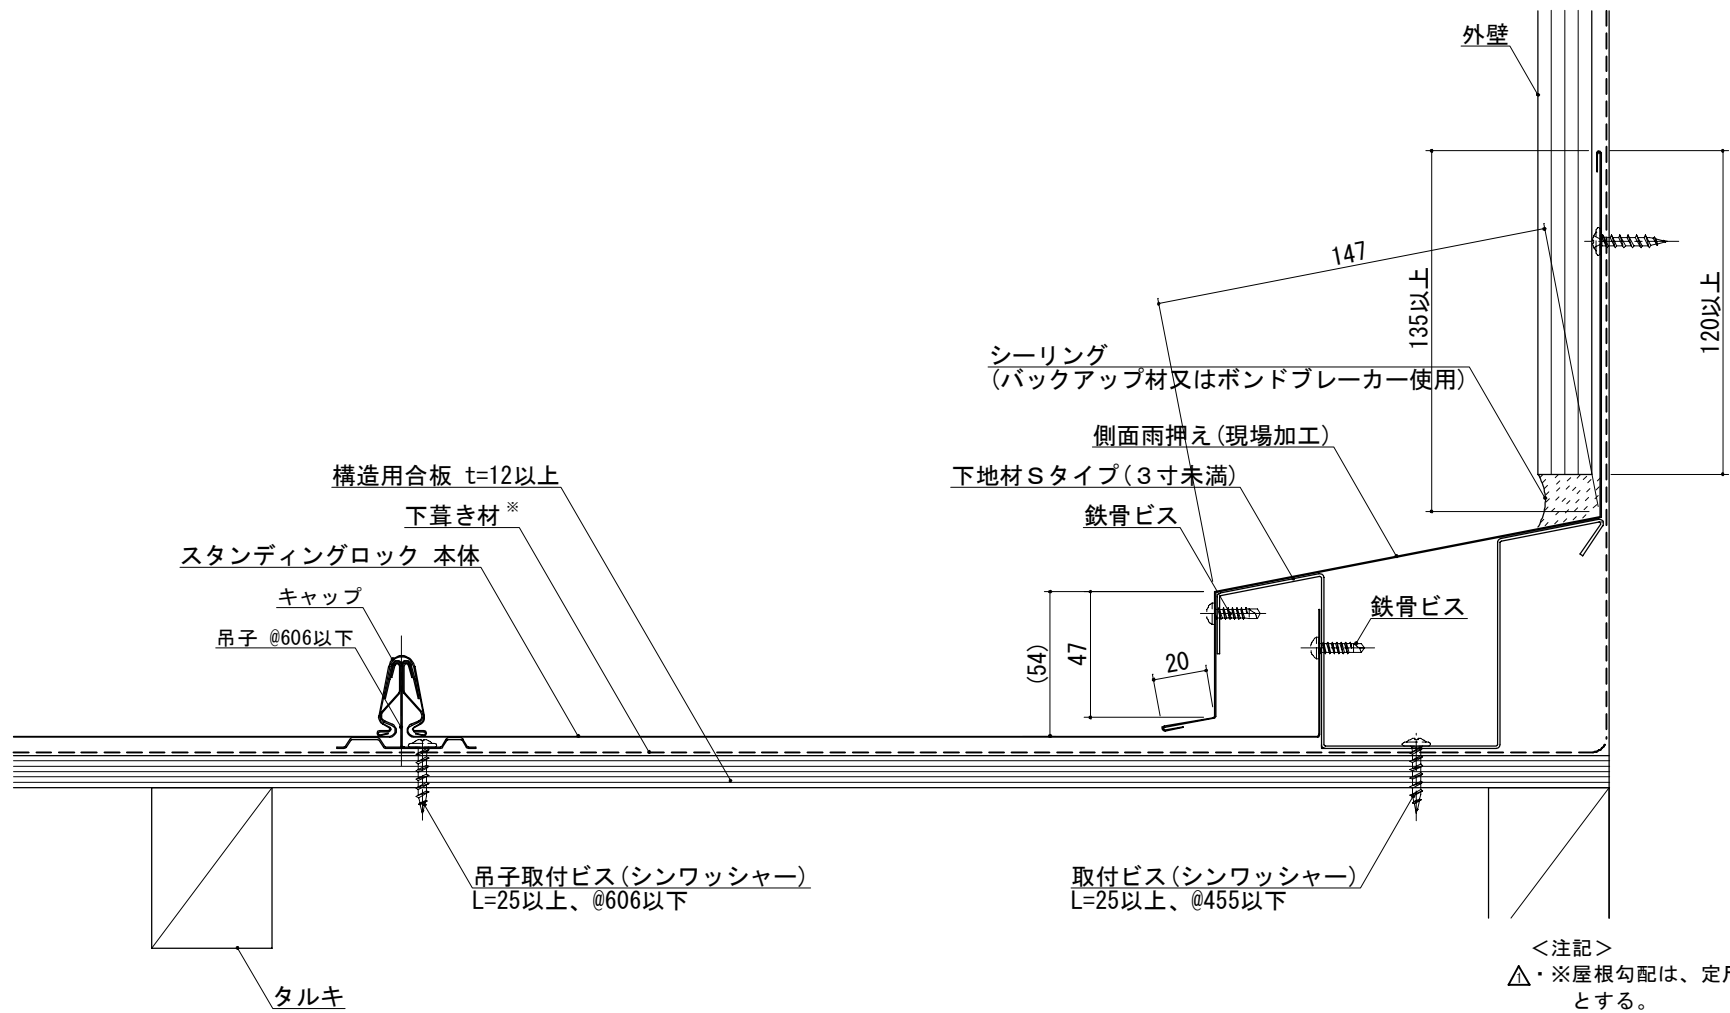 外壁
147
135以上
120以上
シーリング
(バックアップ材又はボンドブレーカー使用)
側面雨押え(現場加工)
下地材Sタイプ(3寸未満)
鉄骨ビス
構造用合板 t=12以上
下葺き材※
スタンディングロック 本体
キャップ
吊子 @606以下
鉄骨ビス
(54)
47
20
吊子取付ビス(シンワッシャー)
L=25以上、@606以下
取付ビス(シンワッシャー)
L=25以上、@455以下
タルキ
<注記>
1・※屋根勾配は、定
とする。